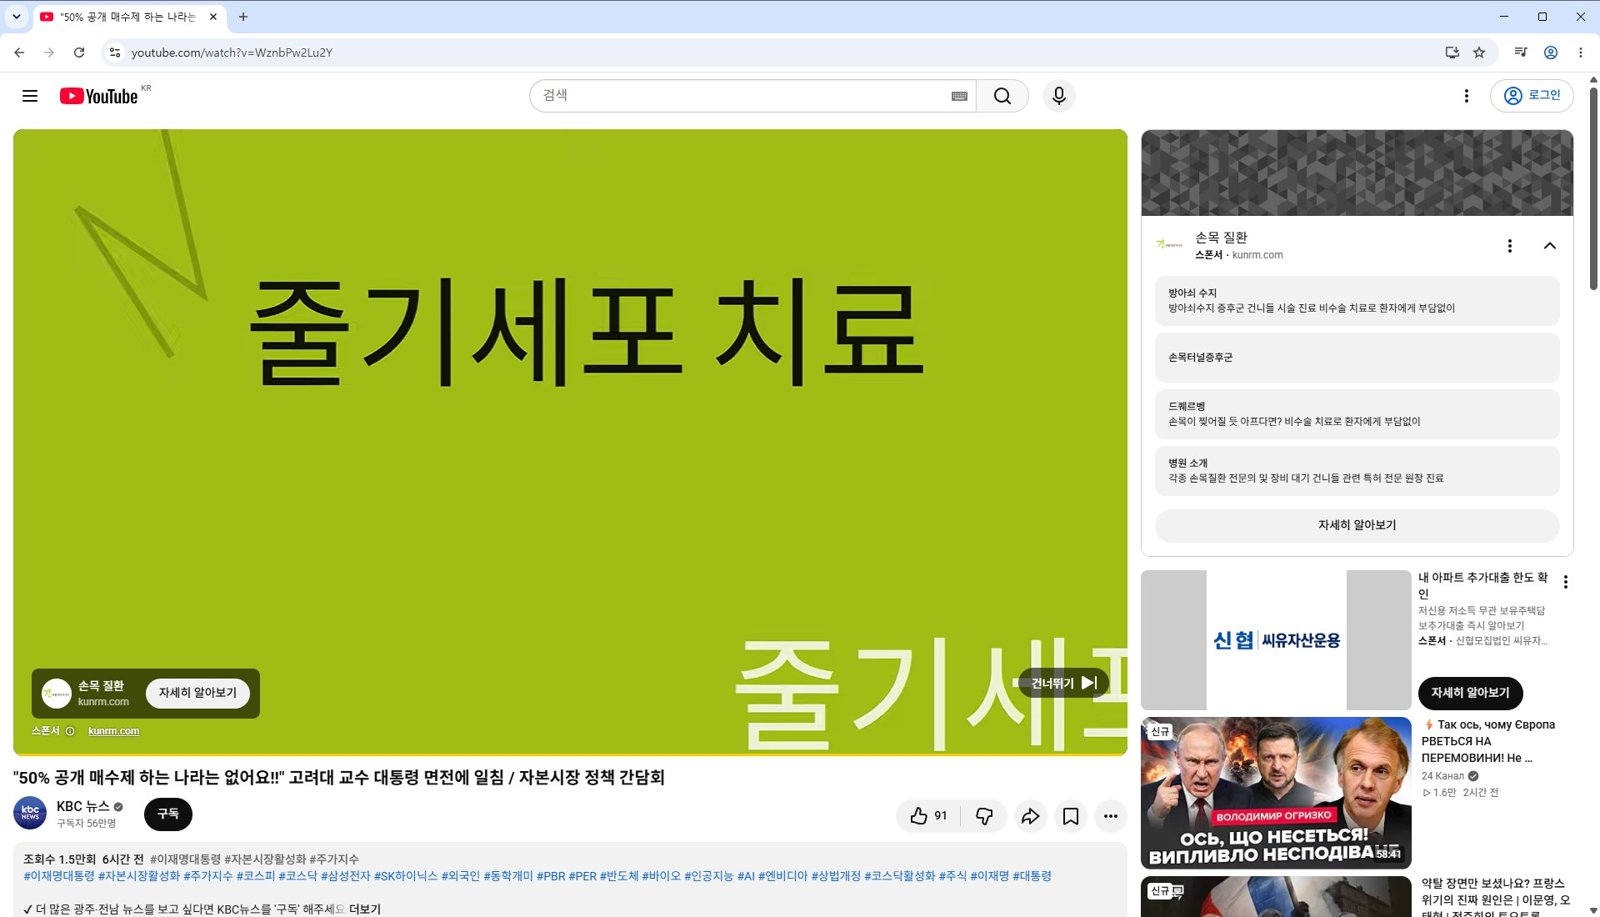 "50% 공개 매수제 하는 나라는
youtube.com/watch?v=WznbPw2Lu2Y
YouTube KR
검색
로그인
줄기세포 치료
줄기세포
손목 질환
kunrm.com
자세히 알아보기
건너뛰기
스폰서
kunrm.com
"50% 공개 매수제 하는 나라는 없어요!!" 고려대 교수 대통령 면전에 일침 / 자본시장 정책 간담회
kbc NEWS
KBC 뉴스
구독자 56만명
구독
91
조회수 1.5만회 6시간 전 #이재명대통령 #자본시장활성화 #주가지수
#이재명대통령 #자본시장활성화 #주가지수 #코스피 #코스닥 #삼성전자 #SK하이닉스 #외국인 #동학개미 #PBR #PER #반도체 #바이오 #인공지능 #AI #엔비디아 #상법개정 #코스닥활성화 #주식 #이재명 #대통령
✓ 더 많은 광주·전남 뉴스를 보고 싶다면 KBC뉴스를 '구독' 해주세요 더보기
손목 질환
스폰서 · kunrm.com
방아쇠 수지
방아쇠수지 증후군 건니들 시술 진료 비수술 치료로 환자에게 부담없이
손목터널증후군
드퀘르벵
손목이 찢어질 듯 아프다면? 비수술 치료로 환자에게 부담없이
병원 소개
각종 손목질환 전문의 및 장비 대기 건니들 관련 특허 전문 원장 진료
자세히 알아보기
신협 씨유자산운용
내 아파트 추가대출 한도 확
인
저신용 저소득 무관 보유주택담
보추가대출 즉시 알아보기
스폰서 · 신협모집법인 씨유자...
자세히 알아보기
신규
ВОЛОДИМИР ОГРИЗКО
ОСЬ, ЩО НЕСЕТЬСЯ!
ВИПЛИВЛО НЕСПОДІВА
58:41
Так ось, чому Європа
РВЕТЬСЯ НА
ПЕРЕМОВИНИ! Не ...
24 Канал
1.6만 2시간 전
신규
약탈 장면만 보셨나요? 프랑스
위기의 진짜 원인은 | 이문영, 오